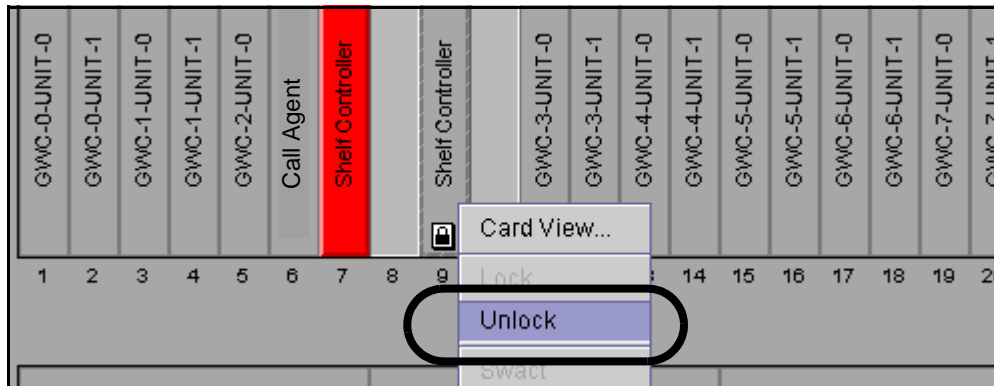 GWC-0-UNIT-0
GWC-0-UNIT-1
GWC-1-UNIT-0
GWC-1-UNIT-1
GWC-2-UNIT-0
Call Agent
Shelf Controller
Shelf Controller
GWC-3-UNIT-0
GWC-3-UNIT-1
GWC-4-UNIT-0
GWC-4-UNIT-1
GWC-5-UNIT-0
GWC-5-UNIT-1
GWC-6-UNIT-0
GWC-6-UNIT-1
GWC-7-UNIT-0
GWC-7-UNIT-1
1 2 3 4 5 6 7 8 9 14 15 16 17 18 19
Card View...
Lock
Unlock
Swact